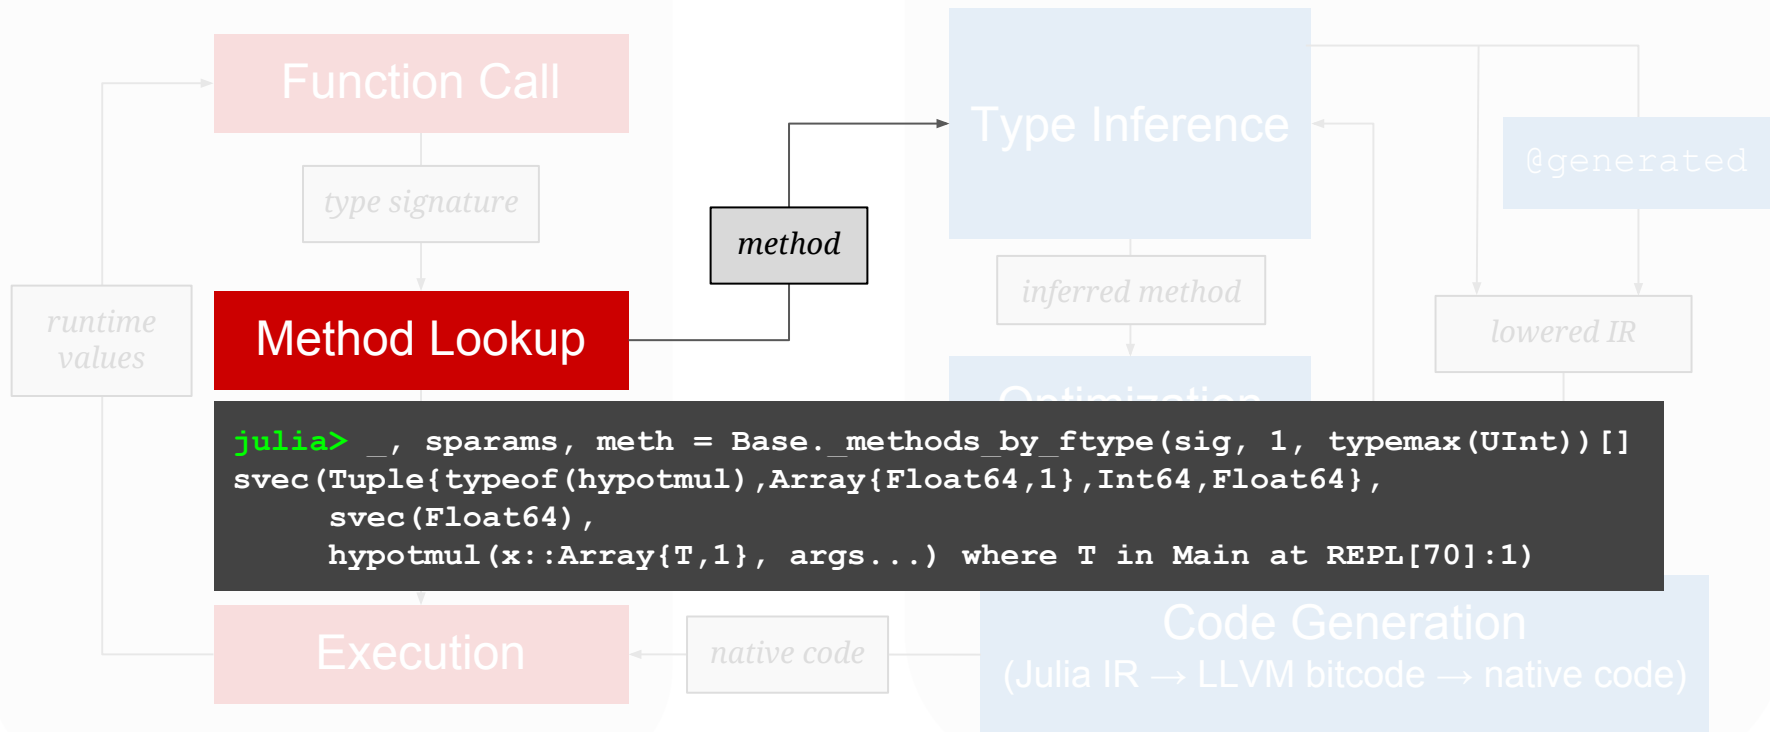 Function Call
Type Inference
@generated
type signature
method
inferred method
runtime
values
Method Lookup
lowered IR
Optimization
julia> _, sparams, meth = Base._methods_by_ftype(sig, 1, typemax(UInt))[]
svec(Tuple{typeof(hypotmul),Array{Float64,1},Int64,Float64},
svec(Float64),
hypotmul(x::Array{T,1}, args...) where T in Main at REPL[70]:1)
Execution
native code
Code Generation
(Julia IR → LLVM bitcode → native code)